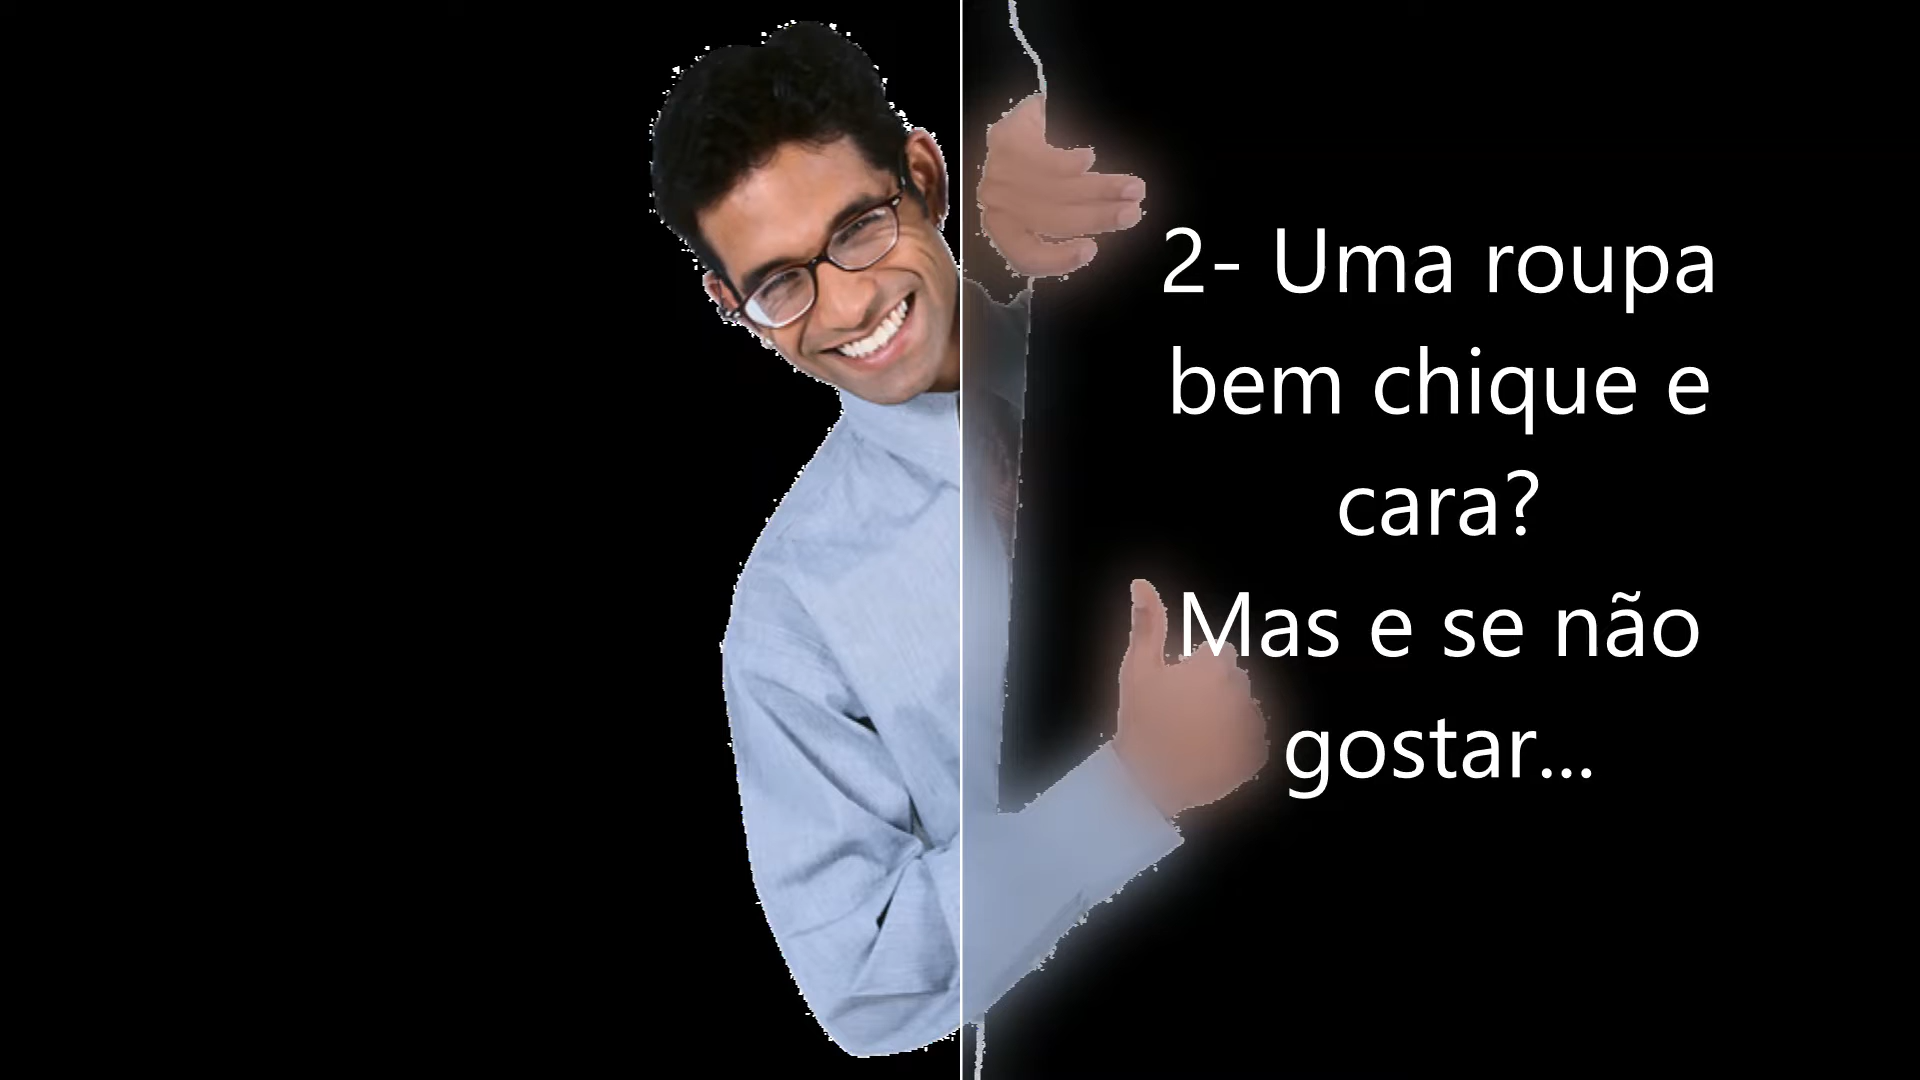 2- Uma roupa
bem chique e
cara?
Mas e se não
gostar...